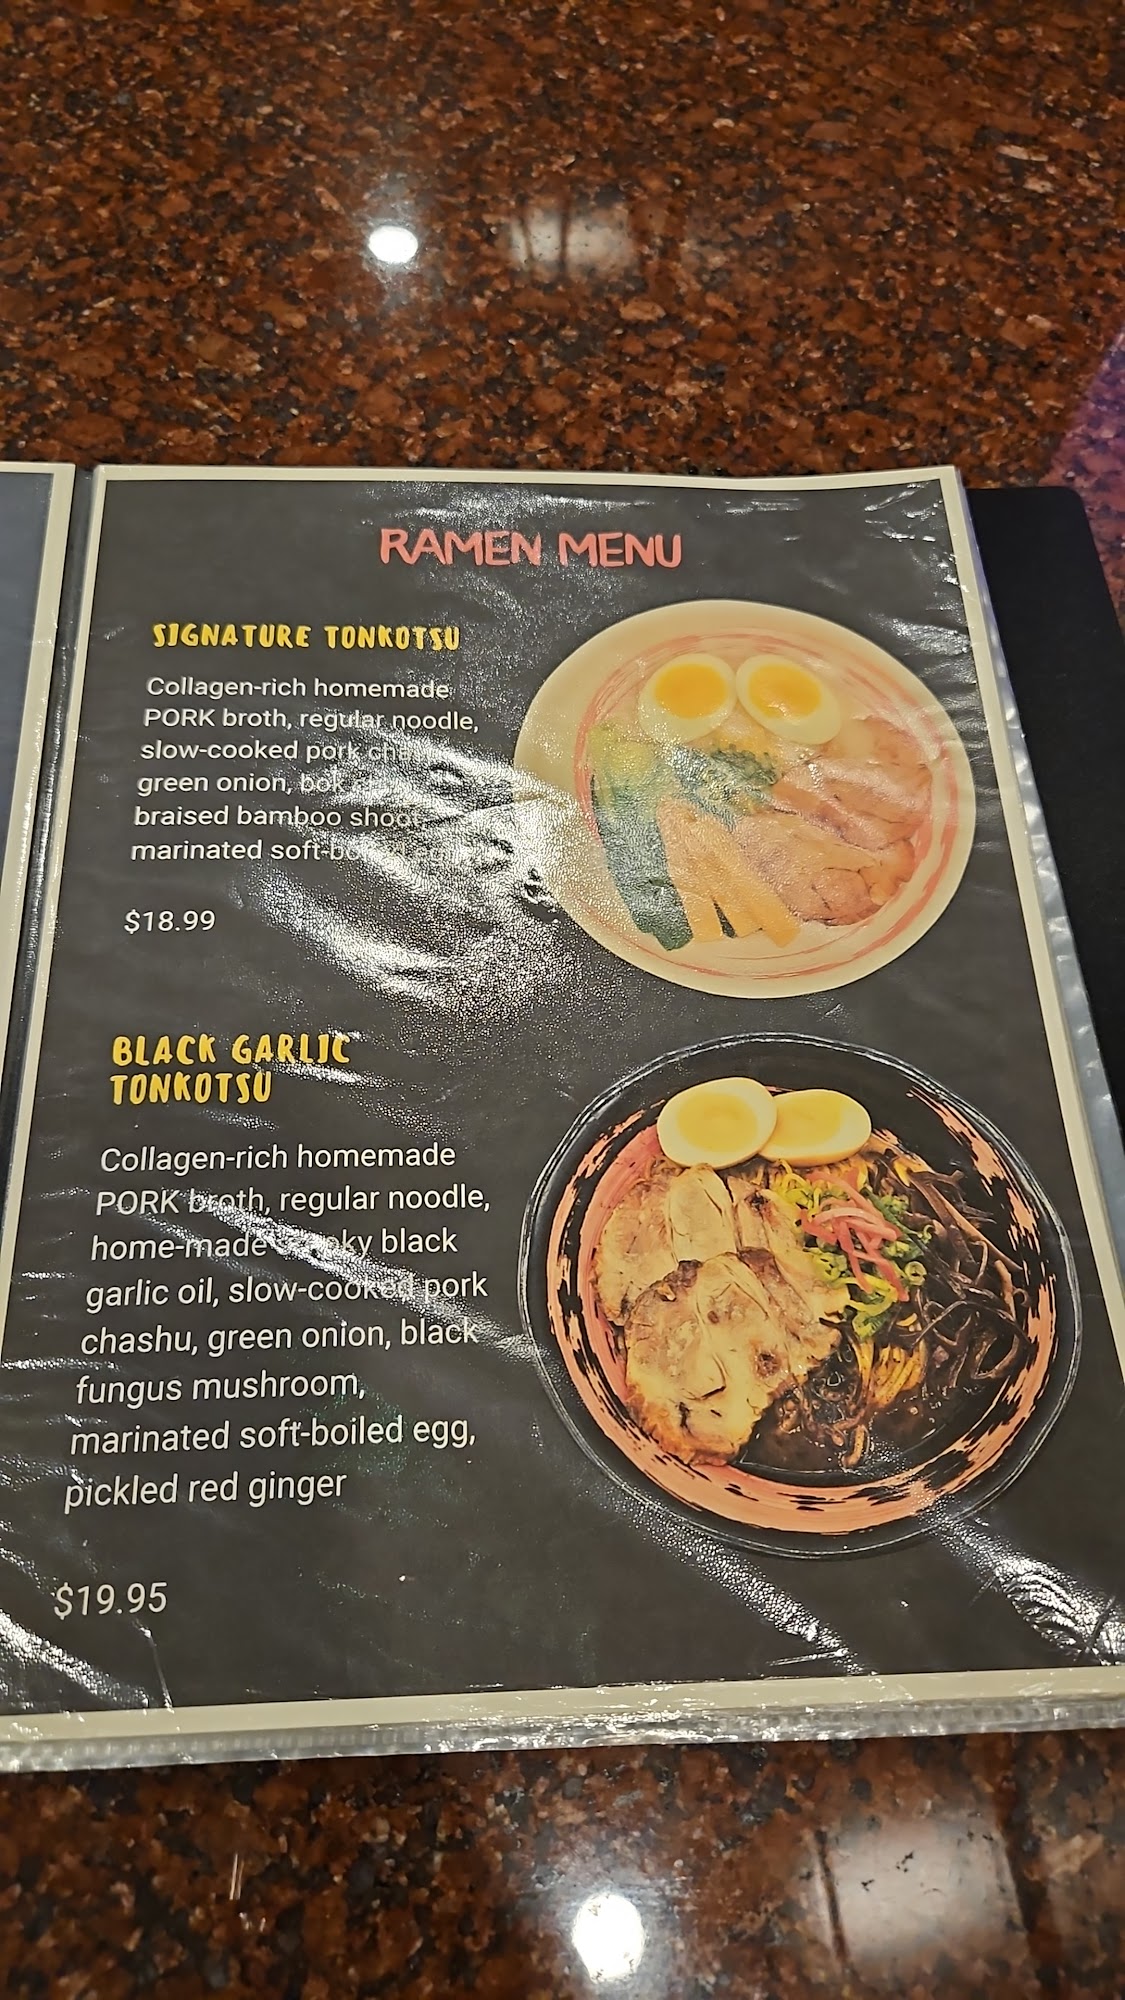 RAMEN MENU
SIGNATURE TONKOTSU
Collagen-rich homemade
PORK broth, regular noodle,
slow-cooked pork
green onion, bok
braised bamboo
marinated
$18.99
BLACK GARLIC
TONKOTSU
Collagen-rich homemade
PORK broth, regular noodle,
home-made black
garlic oil, slow-cooked pork
chashu, green onion, black
fungus mushroom,
marinated soft-boiled egg,
pickled red ginger
$19.95